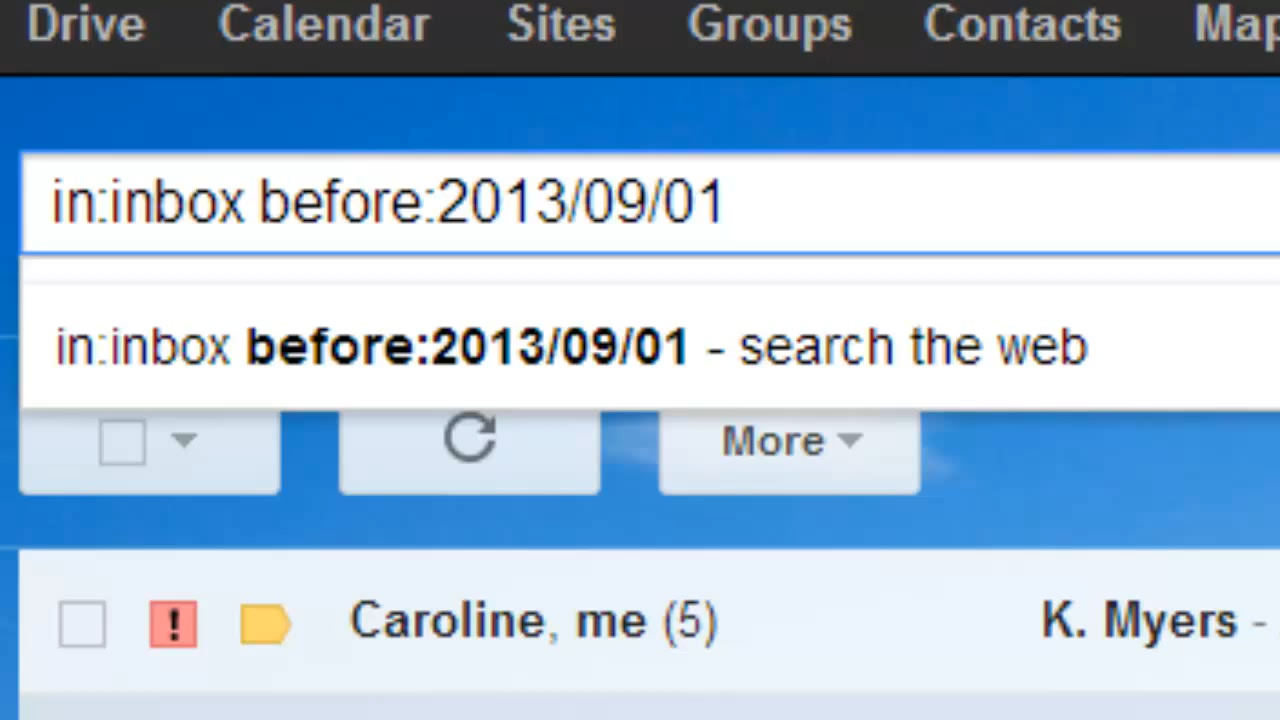 Drive Calendar Sites Groups Contacts
in:inbox before:2013/09/01
in:inbox before:2013/09/01 - search the web
More
! Caroline, me (5) K. Myers -